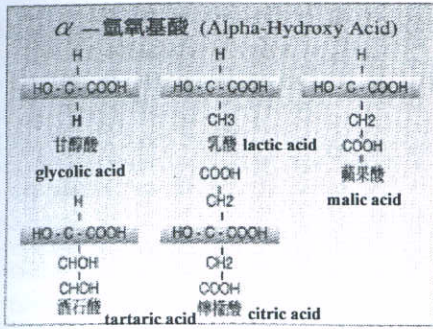 α —氫氧基酸 (Alpha-Hydroxy Acid)
H
HO - C - COOH
H
甘醇酸
glycolic acid
H
HO - C - COOH
CH3
乳酸 lactic acid
H
HO - C - COOH
CH2
COOH
蘋果酸
malic acid
H
HO - C - COOH
CHOH
CHOH
酒石酸 tartaric acid
COOH
CH2
HO - C - COOH
CH2
COOH
檸檬酸 citric acid